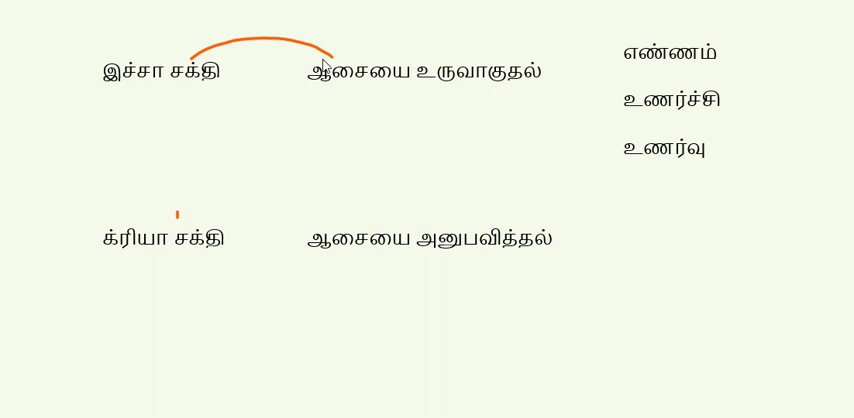 இச்சா சக்தி
ஆசையை உருவாகுதல்
எண்ணம்
உணர்ச்சி
உணர்வு
க்ரியா சக்தி
ஆசையை அனுபவித்தல்